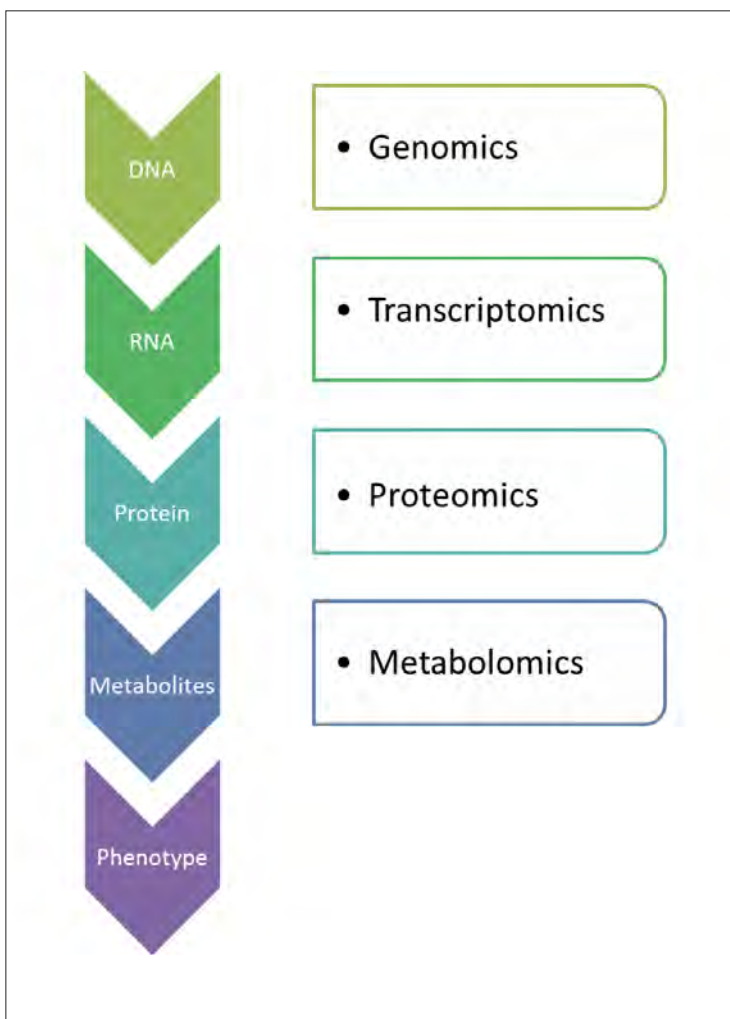 DNA
• Genomics
RNA
• Transcriptomics
Protein
• Proteomics
Metabolites
• Metabolomics
Phenotype